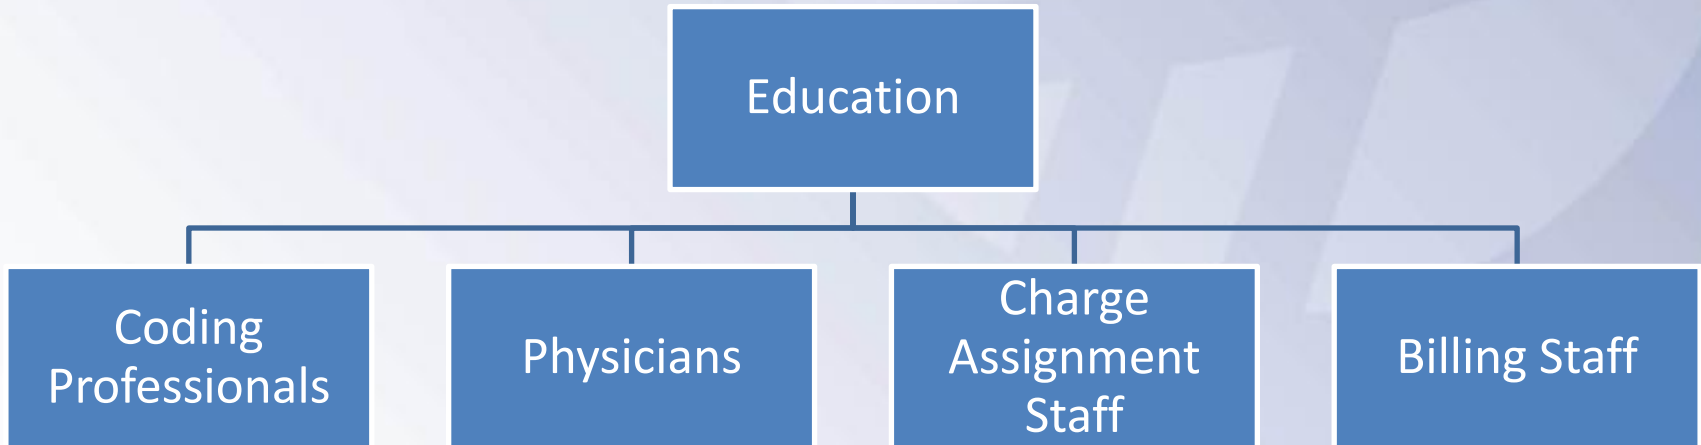 Education
Coding
Professionals
Physicians
Charge
Assignment
Staff
Billing Staff